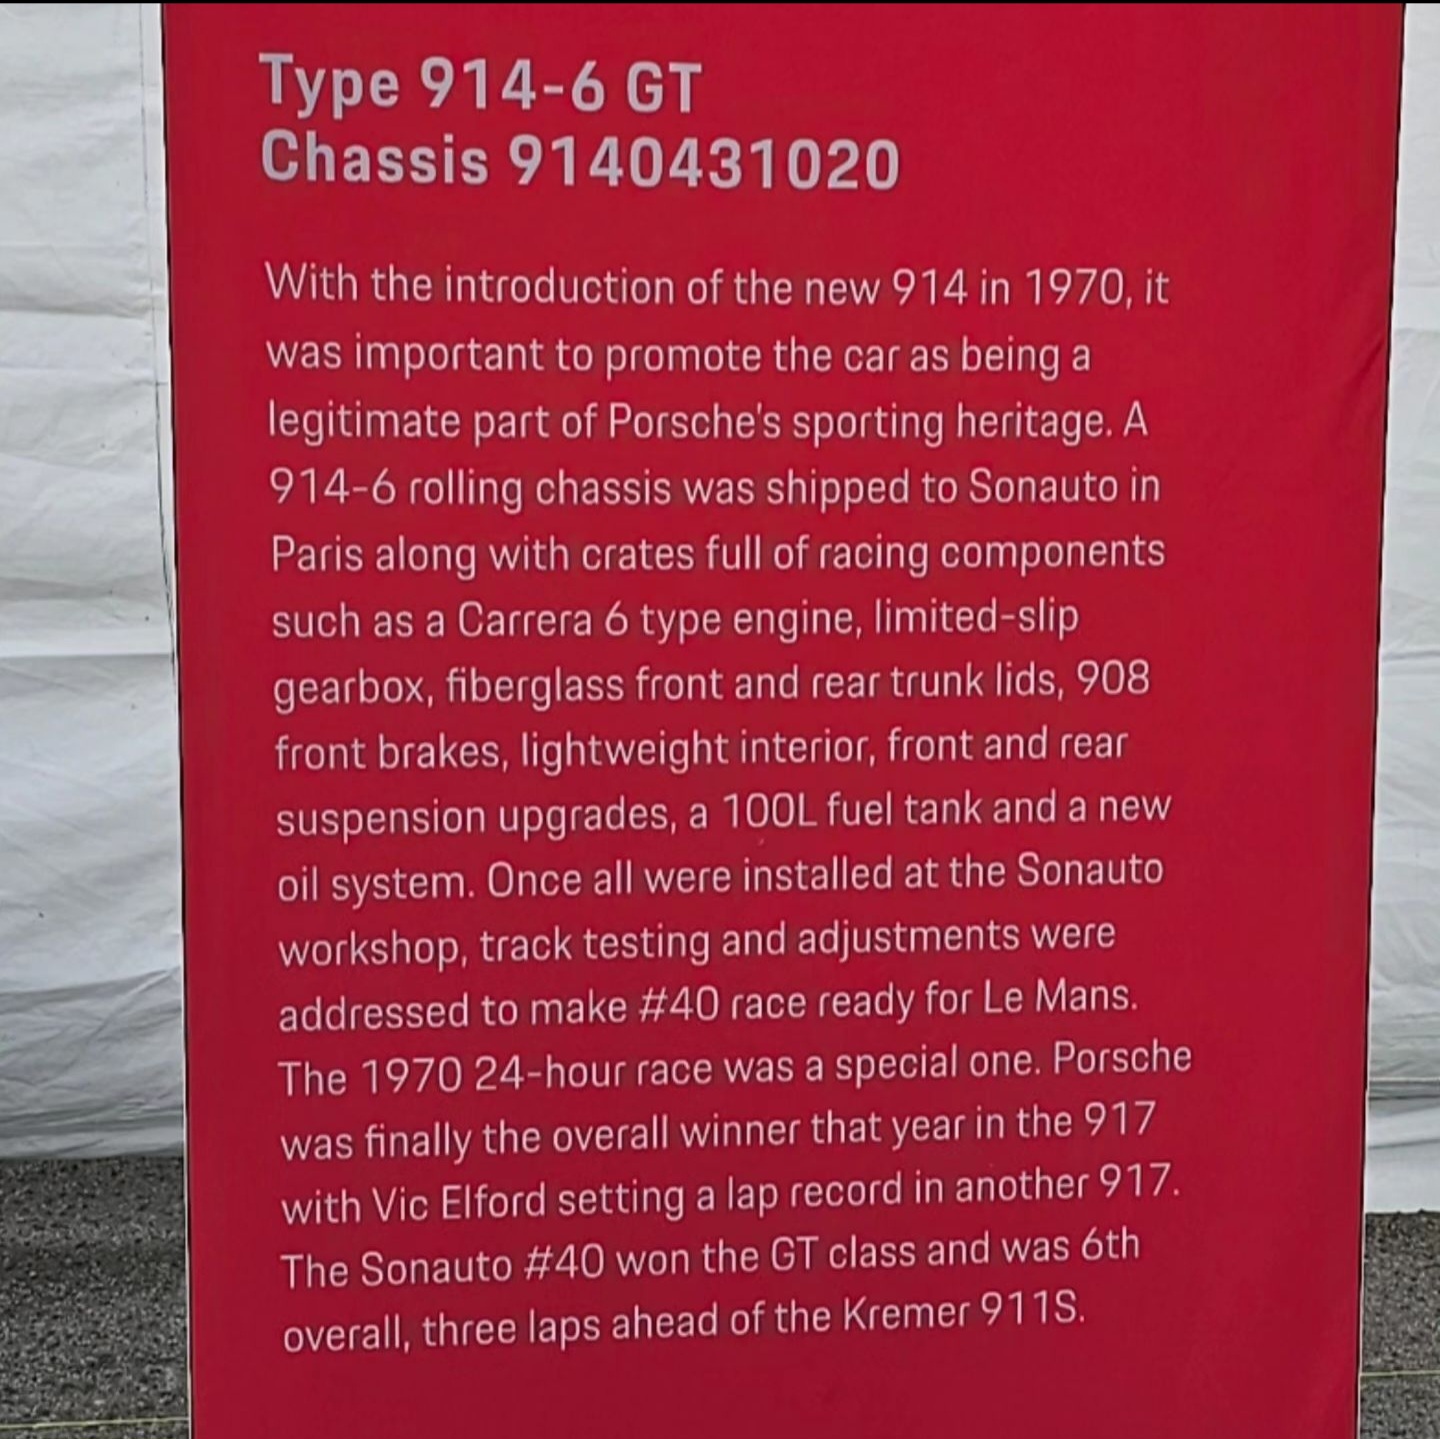 Type 914-6 GT
Chassis 9140431020
With the introduction of the new 914 in 1970, it
was important to promote the car as being a
legitimate part of Porsche's sporting heritage. A
914-6 rolling chassis was shipped to Sonauto in
Paris along with crates full of racing components
such as a Carrera 6 type engine, limited-slip
gearbox, fiberglass front and rear trunk lids, 908
front brakes, lightweight interior, front and rear
suspension upgrades, a 100L fuel tank and a new
oil system. Once all were installed at the Sonauto
workshop, track testing and adjustments were
addressed to make #40 race ready for Le Mans.
The 1970 24-hour race was a special one. Porsche
was finally the overall winner that year in the 917
with Vic Elford setting a lap record in another 917.
The Sonauto #40 won the GT class and was 6th
overall, three laps ahead of the Kremer 911S.